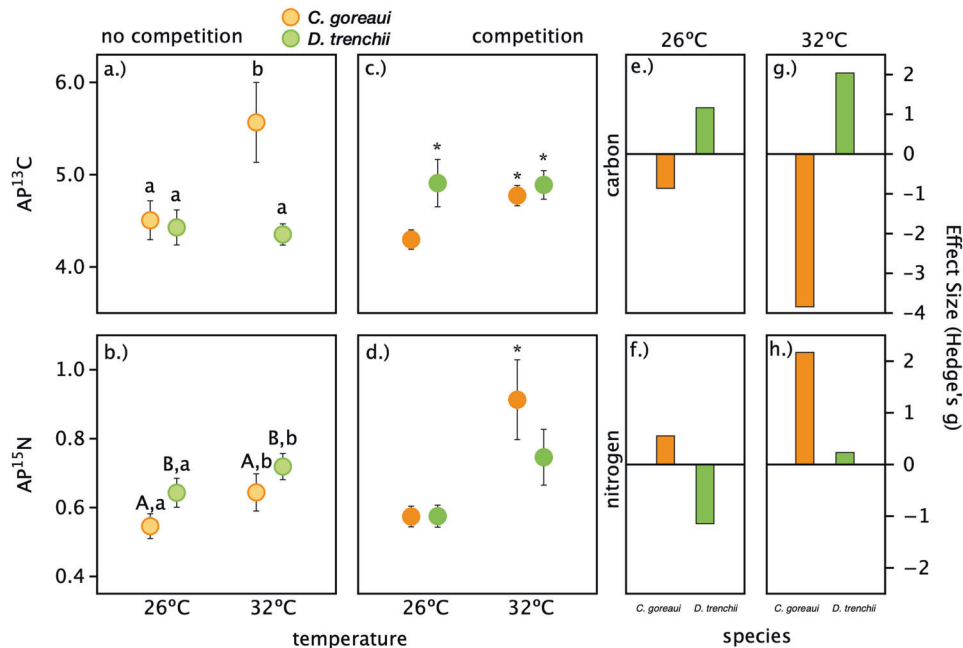 C. goreaui
D. trenchii
no competition
competition
26ºC
32ºC
a.)
b
a
a
a
6.0
5.0
4.0
AP¹³C
c.)
*
*
*
e.)
g.)
carbon
2
1
0
-1
-2
-3
-4
Effect Size (Hedge's g)
b.)
A,a
B,a
A,b
B,b
1.0
0.8
0.6
0.4
AP¹⁵N
d.)
*
f.)
h.)
nitrogen
2
1
0
-1
-2
26ºC
32ºC
26ºC
32ºC
C. goreaui
D. trenchii
C. goreaui
D. trenchii
temperature
species